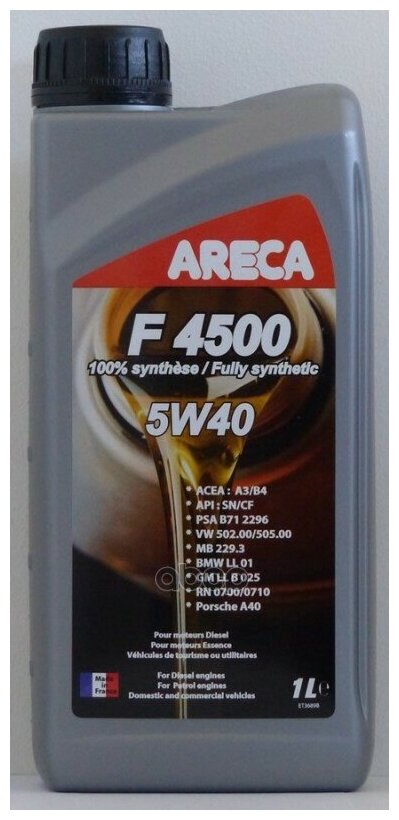 ARECA
F 4500
100% synthèse / Fully synthetic
5W40
* ACEA : A3/B4
* API : SN/CF
* PSA B71 2296
* VW 502.00/505.00
* MB 229.3
* BMW LL 01
* GM LL B 025
* RN 0700/0710
* Porsche A40
Pour moteurs Diesel
Pour moteurs Essence
Véhicules de tourisme ou utilitaires
For Diesel engines
For Petrol engines
Domestic and commercial vehicles
Made
in
France
1L e
ET3689B